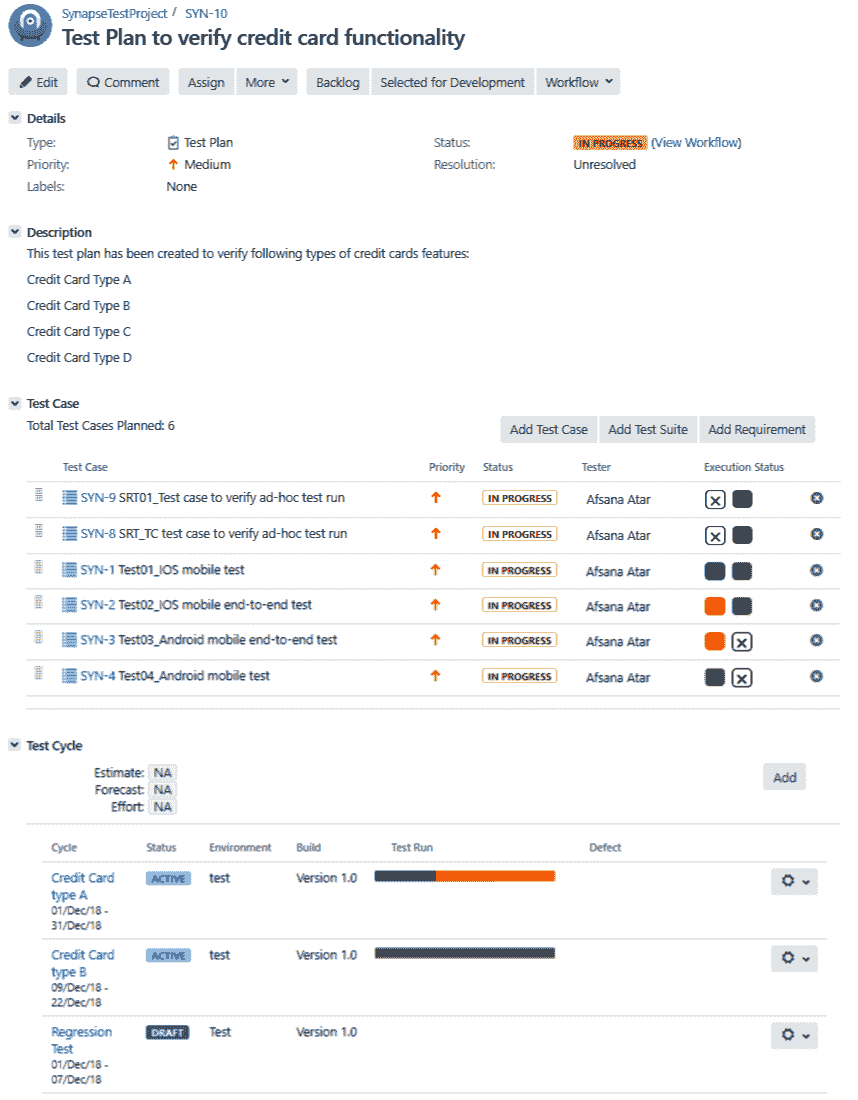 SynapseTestProject / SYN-10
Test Plan to verify credit card functionality
Edit Comment Assign More Backlog Selected for Development Workflow
Details
Type: Test Plan Status: IN PROGRESS (View Workflow)
Priority: Medium Resolution: Unresolved
Labels: None
Description
This test plan has been created to verify following types of credit cards features:
Credit Card Type A
Credit Card Type B
Credit Card Type C
Credit Card Type D
Test Case
Total Test Cases Planned: 6
Add Test Case Add Test Suite Add Requirement
Test Case Priority Status Tester Execution Status
SYN-9 SRT01_Test case to verify ad-hoc test run IN PROGRESS Afsana Atar
SYN-8 SRT_TC test case to verify ad-hoc test run IN PROGRESS Afsana Atar
SYN-1 Test01_IOS mobile test IN PROGRESS Afsana Atar
SYN-2 Test02_IOS mobile end-to-end test IN PROGRESS Afsana Atar
SYN-3 Test03_Android mobile end-to-end test IN PROGRESS Afsana Atar
SYN-4 Test04_Android mobile test IN PROGRESS Afsana Atar
Test Cycle
Estimate: NA
Forecast: NA
Effort: NA
Add
Cycle Status Environment Build Test Run Defect
Credit Card ACTIVE test Version 1.0
type A
01/Dec/18 -
31/Dec/18
Credit Card ACTIVE test Version 1.0
type B
09/Dec/18 -
22/Dec/18
Regression DRAFT Test Version 1.0
Test
01/Dec/18 -
07/Dec/18